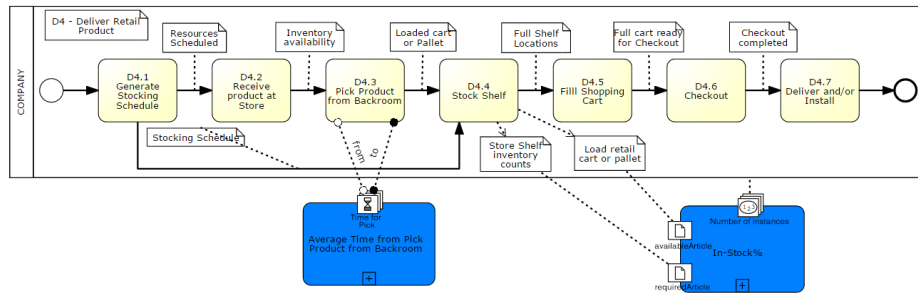 D4 - Deliver Retail
Product
Resources
Scheduled
Inventory
availability
Loaded cart
or Pallet
Full Shelf
Locations
Full cart ready
for Checkout
Checkout
completed
COMPANY
D4.1
Generate
Stocking
Schedule
D4.2
Receive
product at
Store
D4.3
Pick Product
from Backroom
D4.4
Stock Shelf
D4.5
Filll Shopping
Cart
D4.6
Checkout
D4.7
Deliver and/or
Install
Stocking Schedule
from
to
Store Shelf
inventory
counts
Load retail
cart or pallet
Time for
Pick
Average Time from Pick
Product from Backroom
1 2 3
Number of instances
availableArticle
In-Stock%
requiredArticle